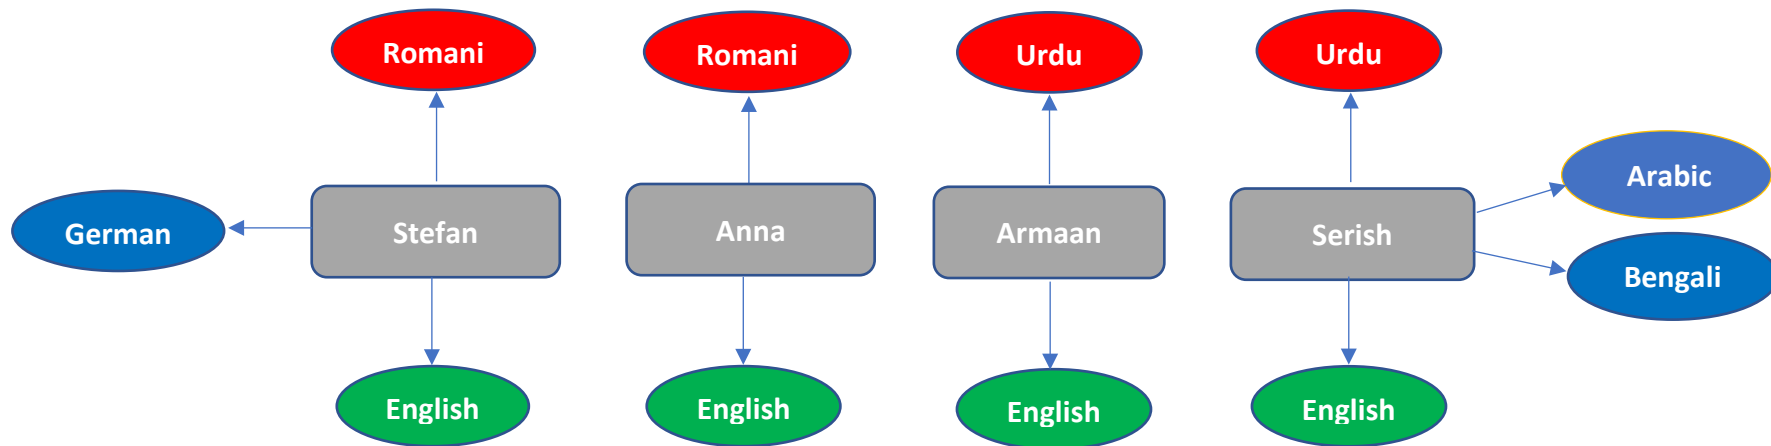 Romani
Romani
Urdu
Urdu
Arabic
German
Stefan
Anna
Armaan
Serish
Bengali
English
English
English
English